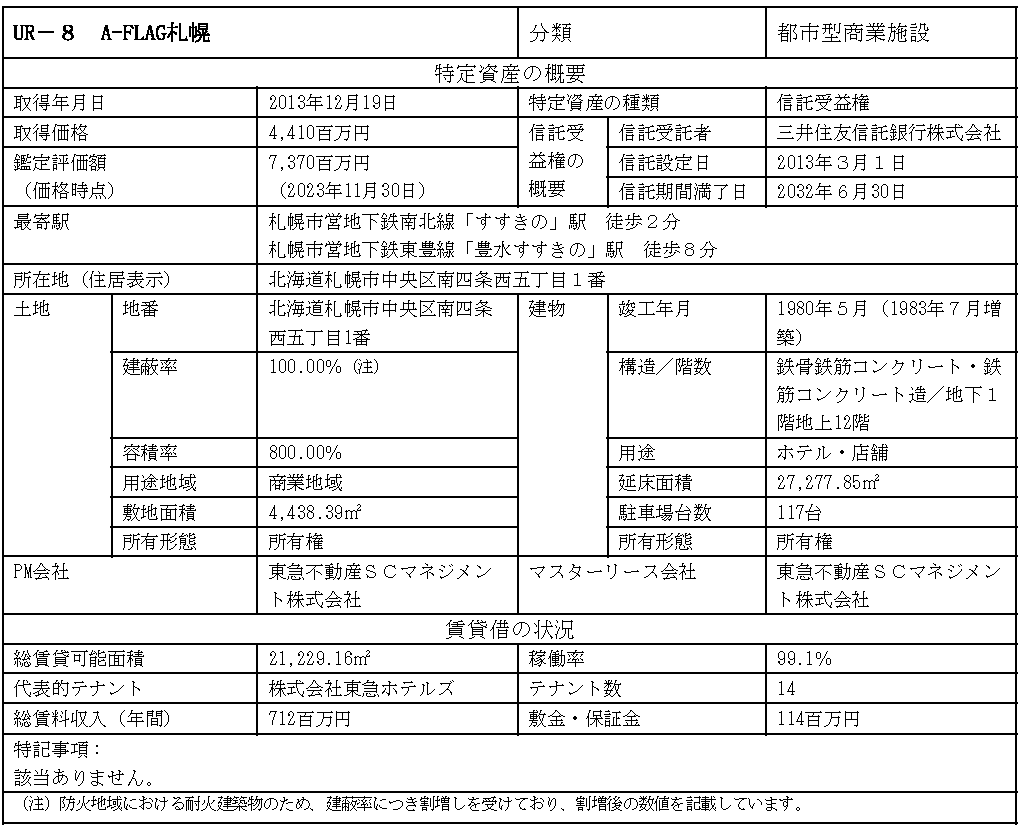 UR－８　A-FLAG札幌　分類　都市型商業施設
特定資産の概要
取得年月日　2013年12月19日　特定資産の種類　信託受益権
取得価格　4,410百万円　信託受益権の概要　信託受託者　三井住友信託銀行株式会社
鑑定評価額　7,370百万円　信託設定日　2013年３月１日
（価格時点）　（2023年11月30日）　信託期間満了日　2032年６月30日
最寄駅　札幌市営地下鉄南北線「すすきの」駅　徒歩２分
札幌市営地下鉄東豊線「豊水すすきの」駅　徒歩８分
所在地（住居表示）　北海道札幌市中央区南四条西五丁目１番
土地　地番　北海道札幌市中央区南四条　建物　竣工年月　1980年５月（1983年７月増
西五丁目1番　築）
建蔽率　100.00%（注）　構造／階数　鉄骨鉄筋コンクリート・鉄
筋コンクリート造／地下１
階地上12階
容積率　800.00%　用途　ホテル・店舗
用途地域　商業地域　延床面積　27,277.85㎡
敷地面積　4,438.39㎡　駐車場台数　117台
所有形態　所有権　所有形態　所有権
PM会社　東急不動産ＳＣマネジメン　マスターリース会社　東急不動産ＳＣマネジメン
ト株式会社　ト株式会社
賃貸借の状況
総賃貸可能面積　21,229.16㎡　稼働率　99.1%
代表的テナント　株式会社東急ホテルズ　テナント数　14
総賃料収入（年間）　712百万円　敷金・保証金　114百万円
特記事項：
該当ありません。
（注）防火地域における耐火建築物のため、建蔽率につき割増しを受けており、割増後の数値を記載しています。